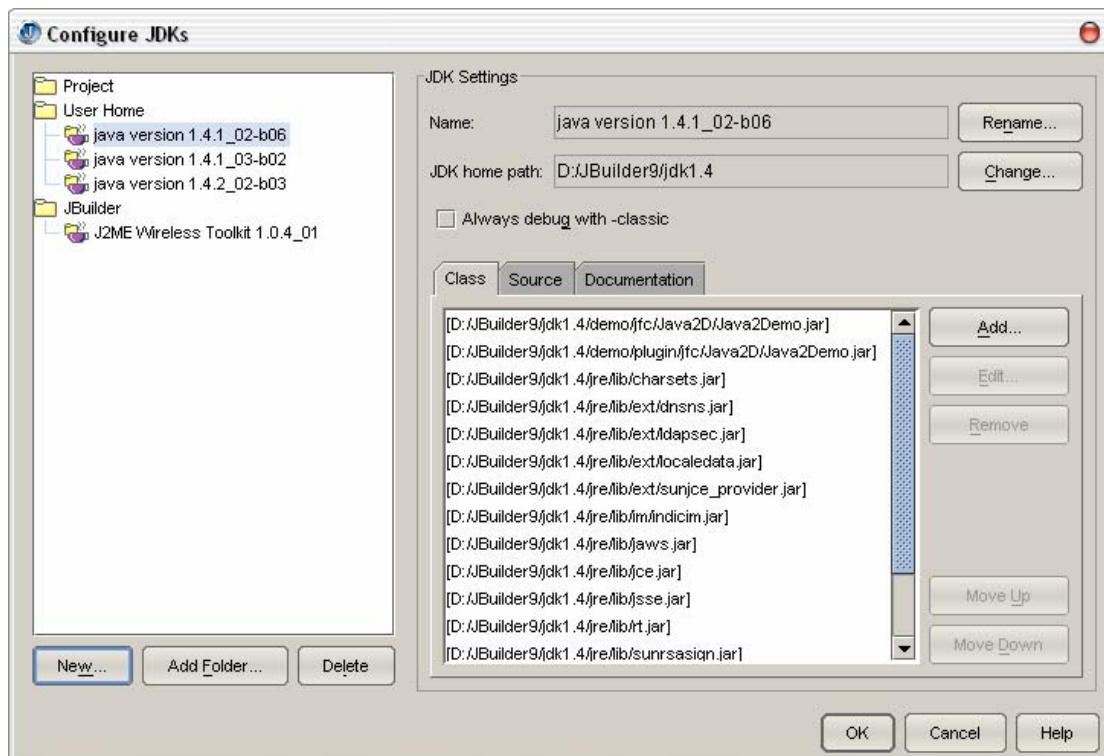 Configure JDKs
Project
User Home
java version 1.4.1_02-b06
java version 1.4.1_03-b02
java version 1.4.2_02-b03
JBuilder
J2ME Wireless Toolkit 1.0.4_01
New...
Add Folder...
Delete
JDK Settings
Name:
java version 1.4.1_02-b06
Rename...
JDK home path:
D:/JBuilder9/jdk1.4
Change...
Always debug with -classic
Class
Source
Documentation
[D:/JBuilder9/jdk1.4/demo/jfc/Java2D/Java2Demo.jar]
[D:/JBuilder9/jdk1.4/demo/plugin/jfc/Java2D/Java2Demo.jar]
[D:/JBuilder9/jdk1.4/jre/lib/charsets.jar]
[D:/JBuilder9/jdk1.4/jre/lib/ext/dnsns.jar]
[D:/JBuilder9/jdk1.4/jre/lib/ext/ldapsec.jar]
[D:/JBuilder9/jdk1.4/jre/lib/ext/localedata.jar]
[D:/JBuilder9/jdk1.4/jre/lib/ext/sunjce_provider.jar]
[D:/JBuilder9/jdk1.4/jre/lib/im/indicim.jar]
[D:/JBuilder9/jdk1.4/jre/lib/jaws.jar]
[D:/JBuilder9/jdk1.4/jre/lib/jce.jar]
[D:/JBuilder9/jdk1.4/jre/lib/jsse.jar]
[D:/JBuilder9/jdk1.4/jre/lib/rt.jar]
[D:/JBuilder9/jdk1.4/jre/lib/sunrsasign.jar]
Add...
Edit...
Remove
Move Up
Move Down
OK
Cancel
Help